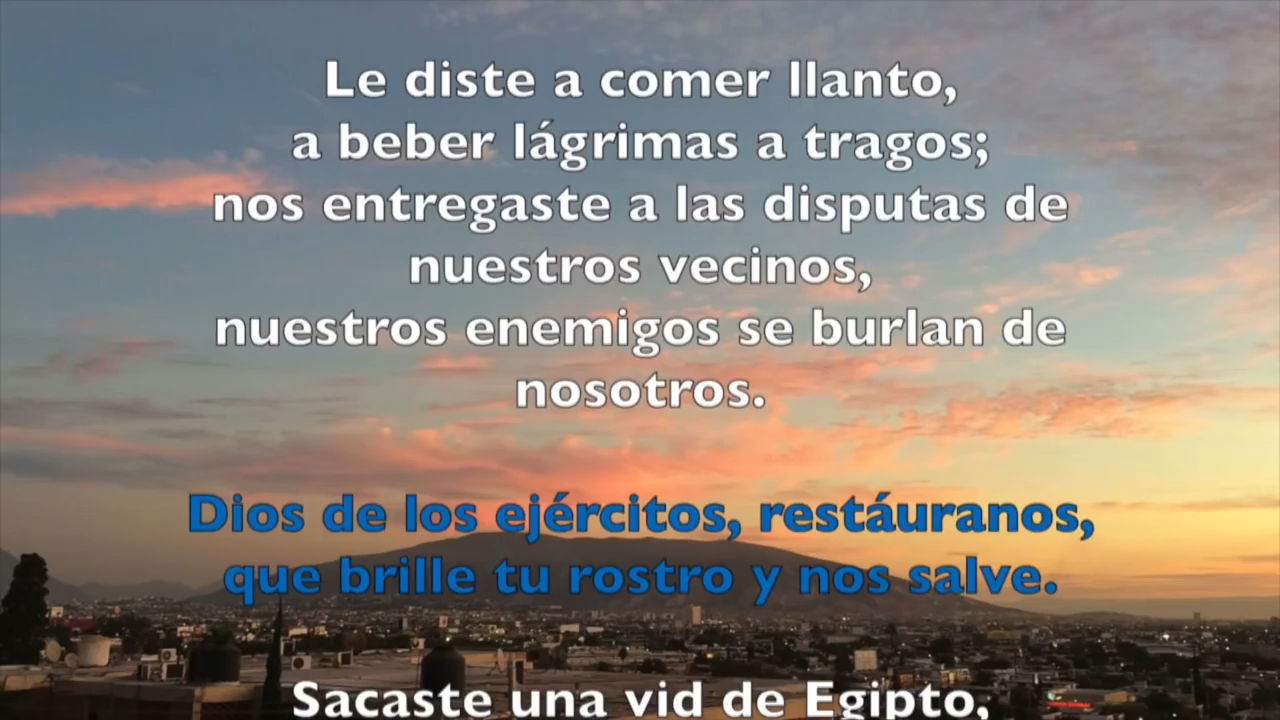 Le diste a comer llanto,
a beber lágrimas a tragos;
nos entregaste a las disputas de
nuestros vecinos,
nuestros enemigos se burlan de
nosotros.
Dios de los ejércitos, restáuranos,
que brille tu rostro y nos salve.
Sacaste una vid de Egipto,